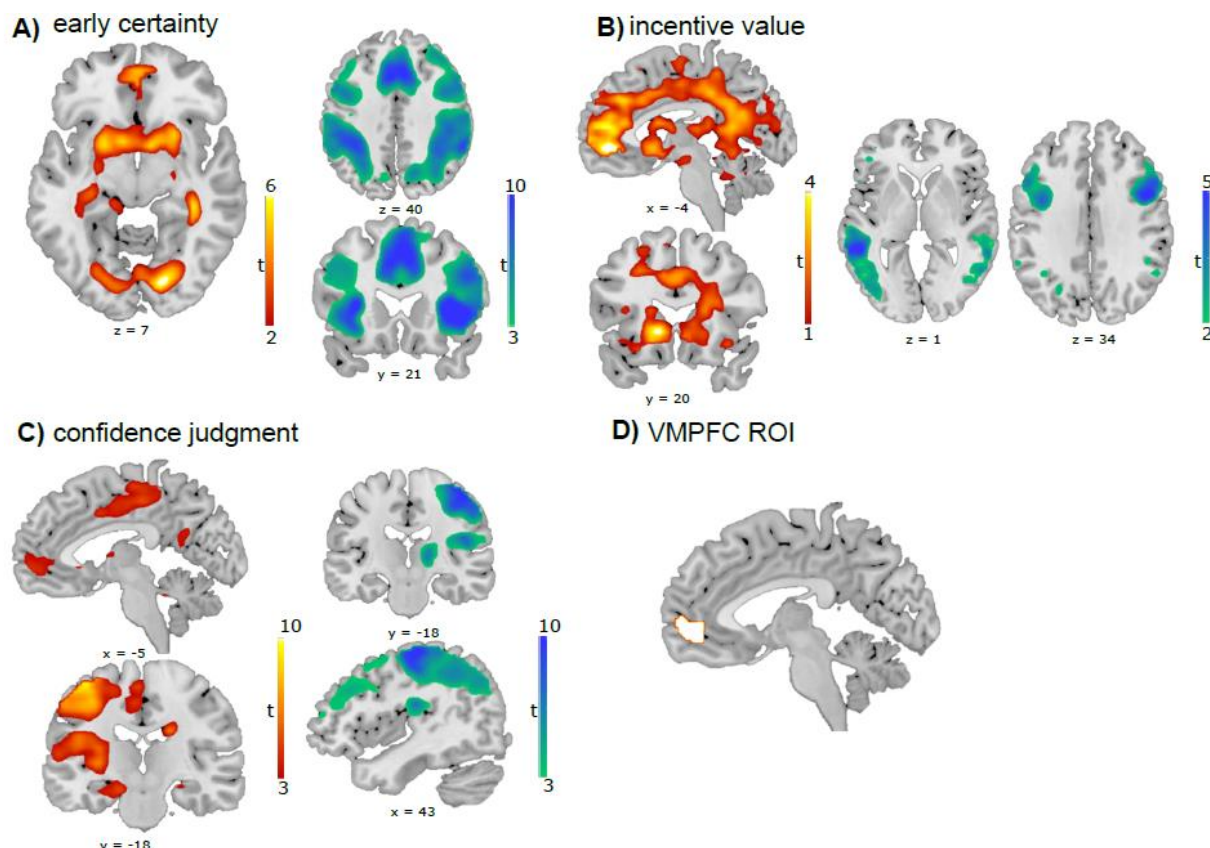 A) early certainty
z = 7
6
t
2
z = 40
y = 21
10
t
3
B) incentive value
x = -4
y = 20
4
t
1
z = 1
z = 34
5
t
2
C) confidence judgment
x = -5
y = -18
10
t
3
y = -18
x = 43
10
t
3
D) VMPFC ROI